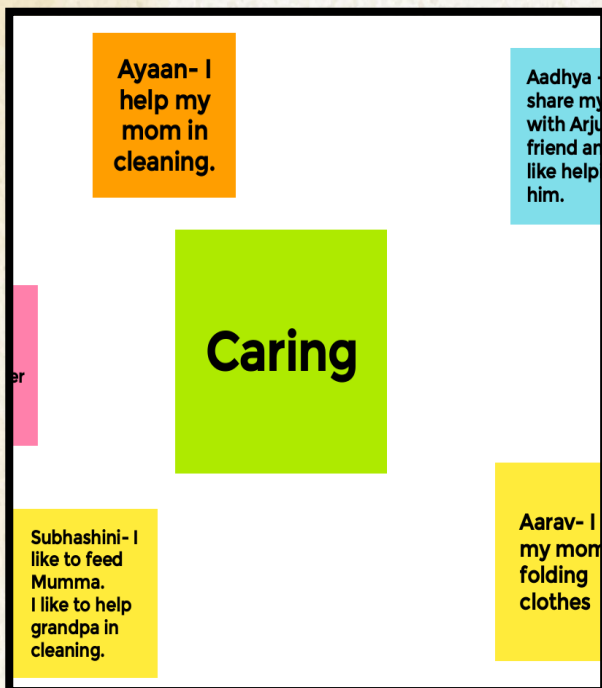 Ayaan- I
help my
mom in
cleaning.
Aadhya -
share my
with Arju
friend an
like help
him.
Caring
er
Subhashini- I
like to feed
Mumma.
I like to help
grandpa in
cleaning.
Aarav- I
my mom
folding
clothes